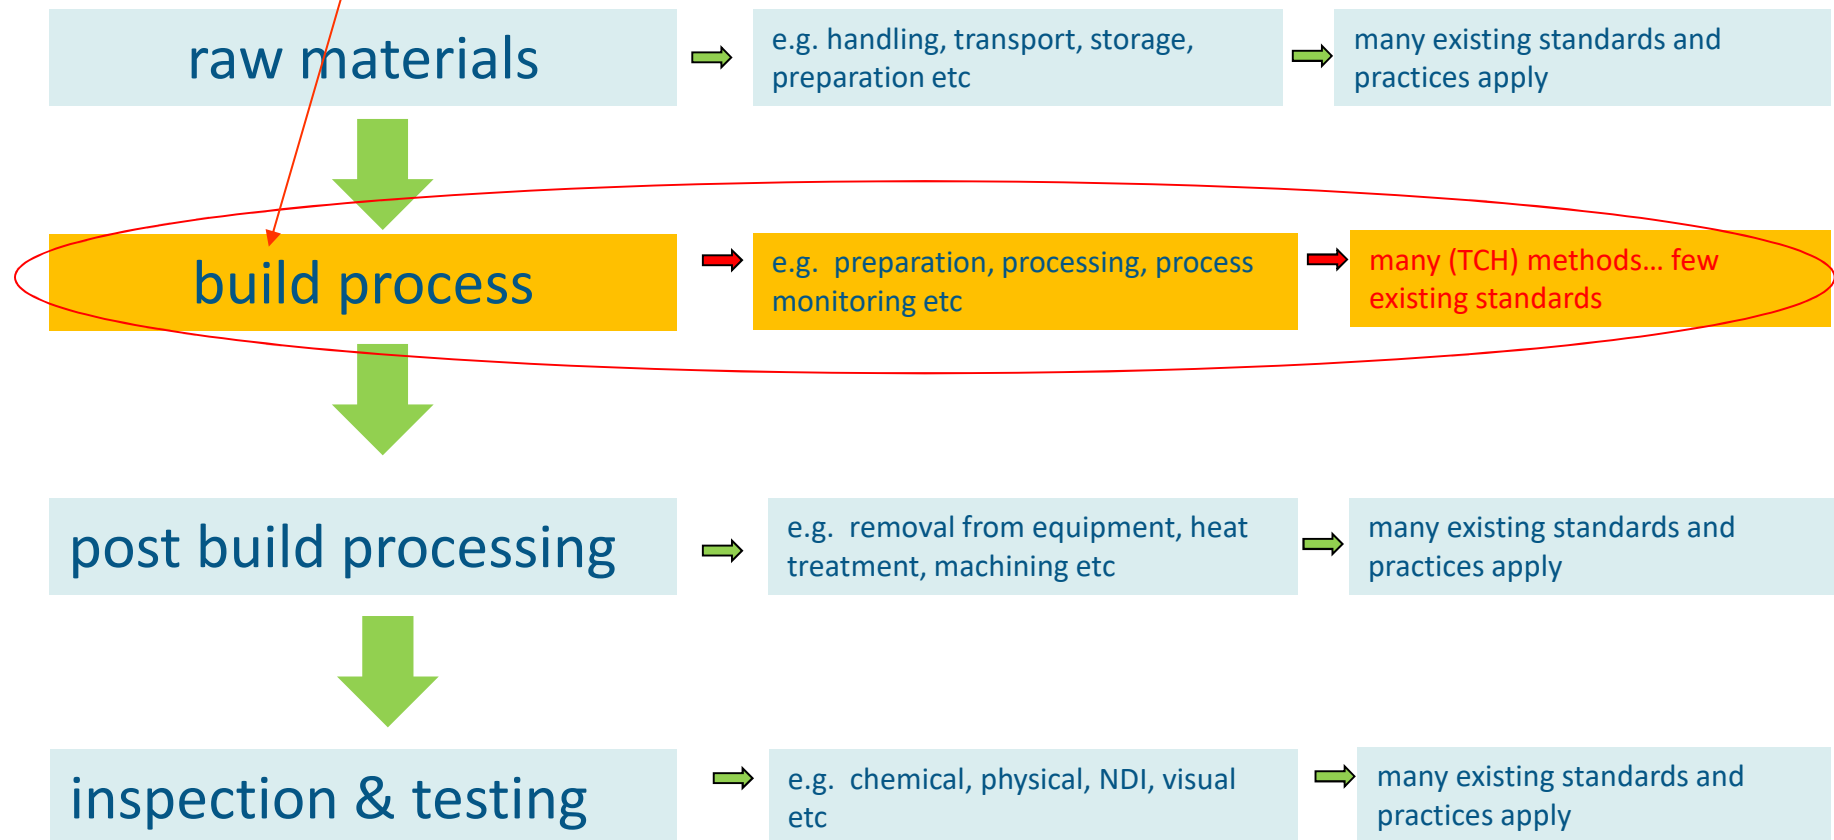 raw materials
e.g. handling, transport, storage,
preparation etc
many existing standards and
practices apply
build process
e.g.  preparation, processing, process
monitoring etc
many (TCH) methods… few
existing standards
post build processing
e.g.  removal from equipment, heat
treatment, machining etc
many existing standards and
practices apply
inspection & testing
e.g.  chemical, physical, NDI, visual
etc
many existing standards and
practices apply